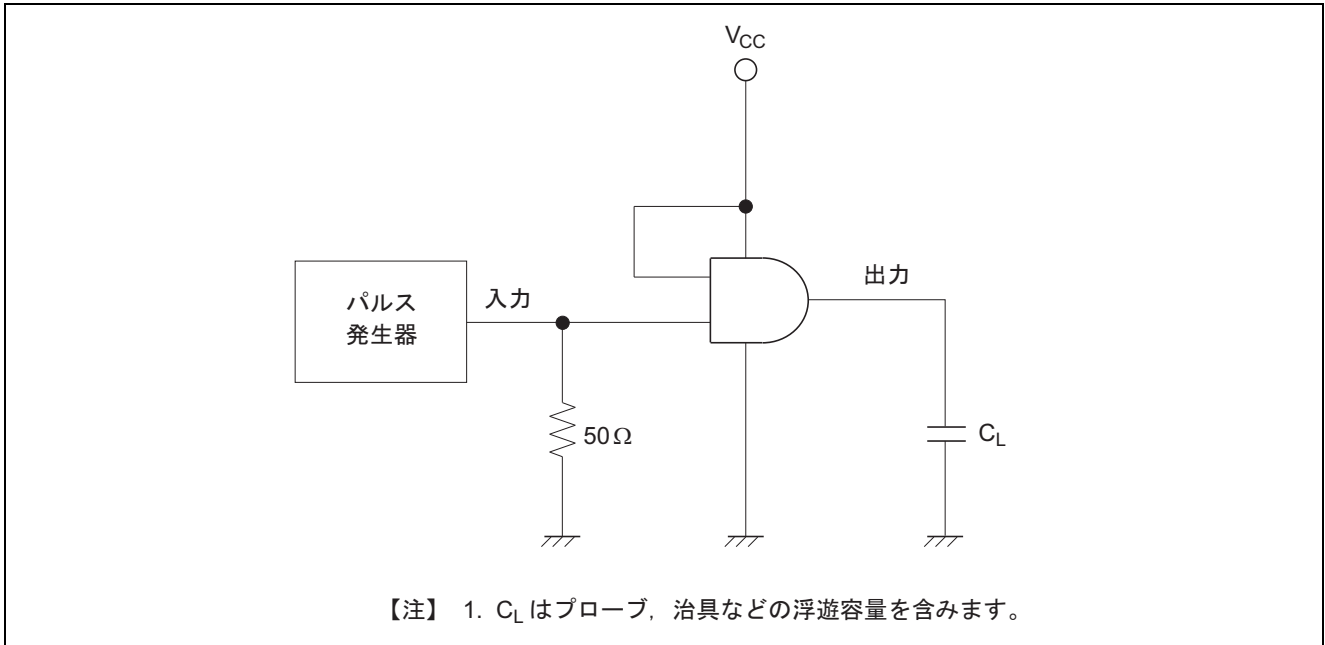 VCC
出力
入力
パルス
発生器
50Ω
CL
【注】 1. CL はプローブ，治具などの浮遊容量を含みます。